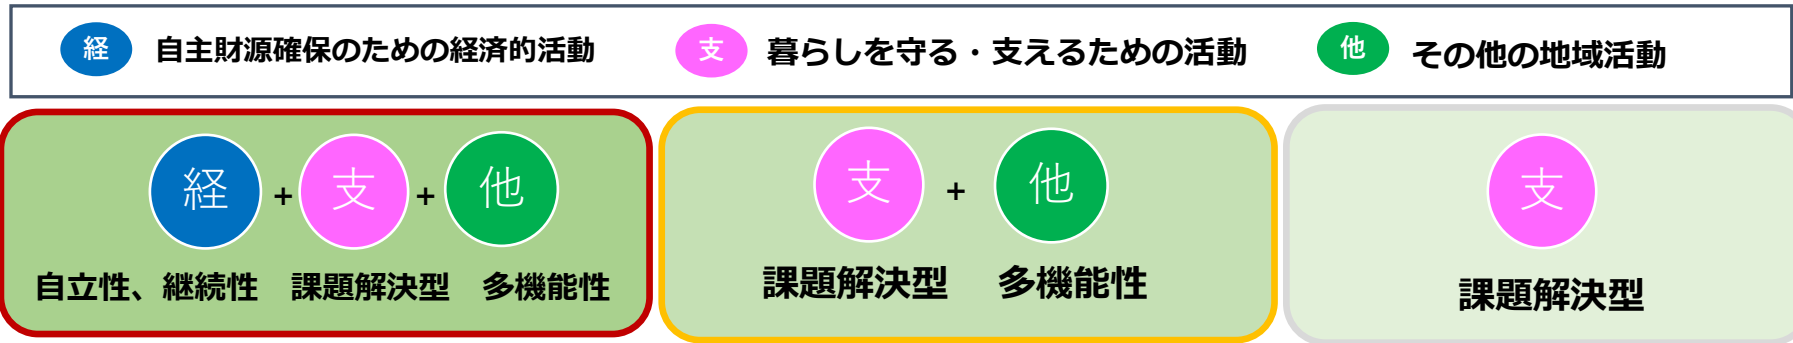 経 自主財源確保のための経済的活動 支 暮らしを守る・支えるための活動 他 その他の地域活動
経 + 支 + 他
自立性、継続性 課題解決型 多機能性
支 + 他
課題解決型 多機能性
支
課題解決型